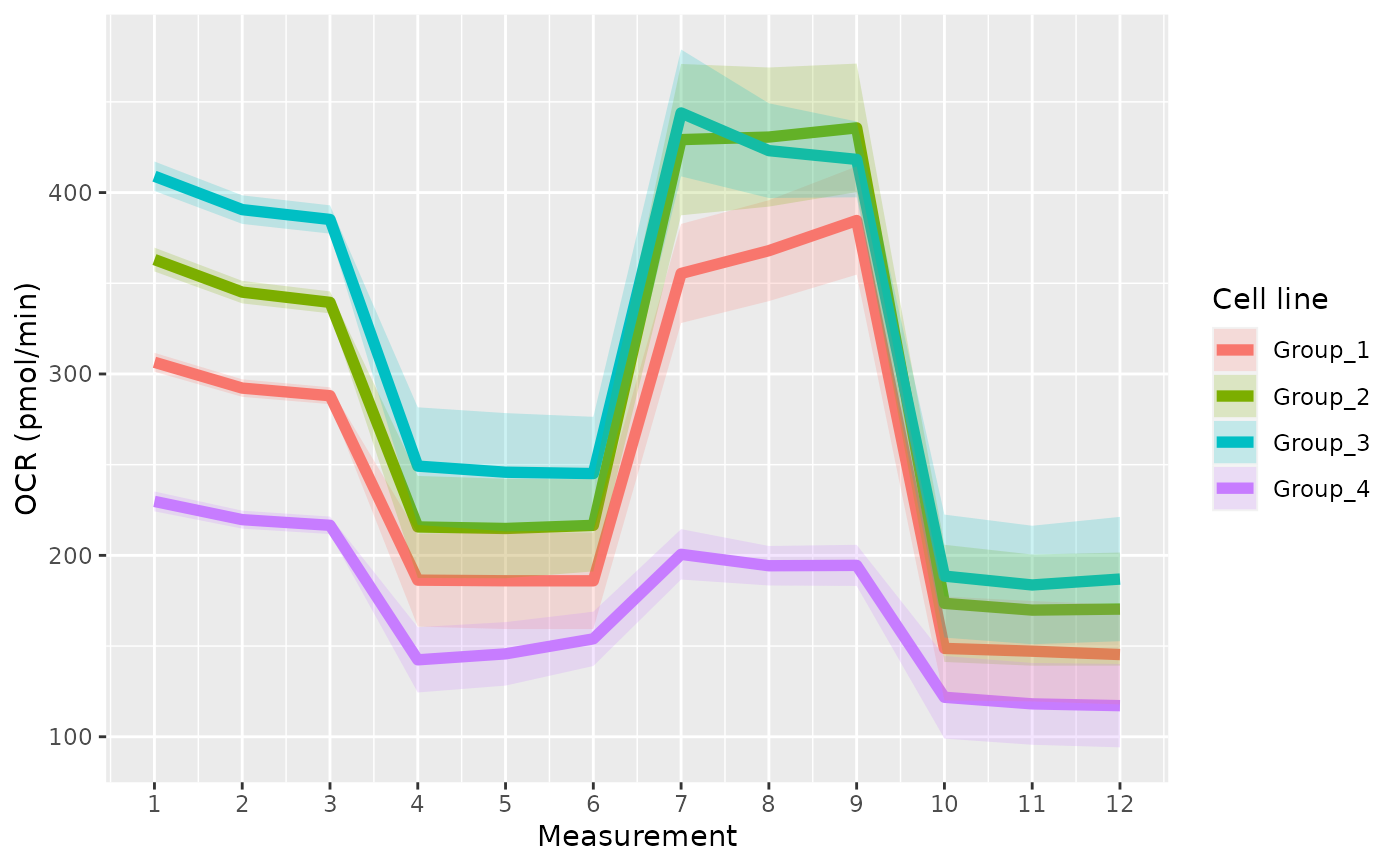 OCR (pmol/min)
400
300
200
100
1 2 3 4 5 6 7 8 9 10 11 12
Measurement
Cell line
Group_1
Group_2
Group_3
Group_4